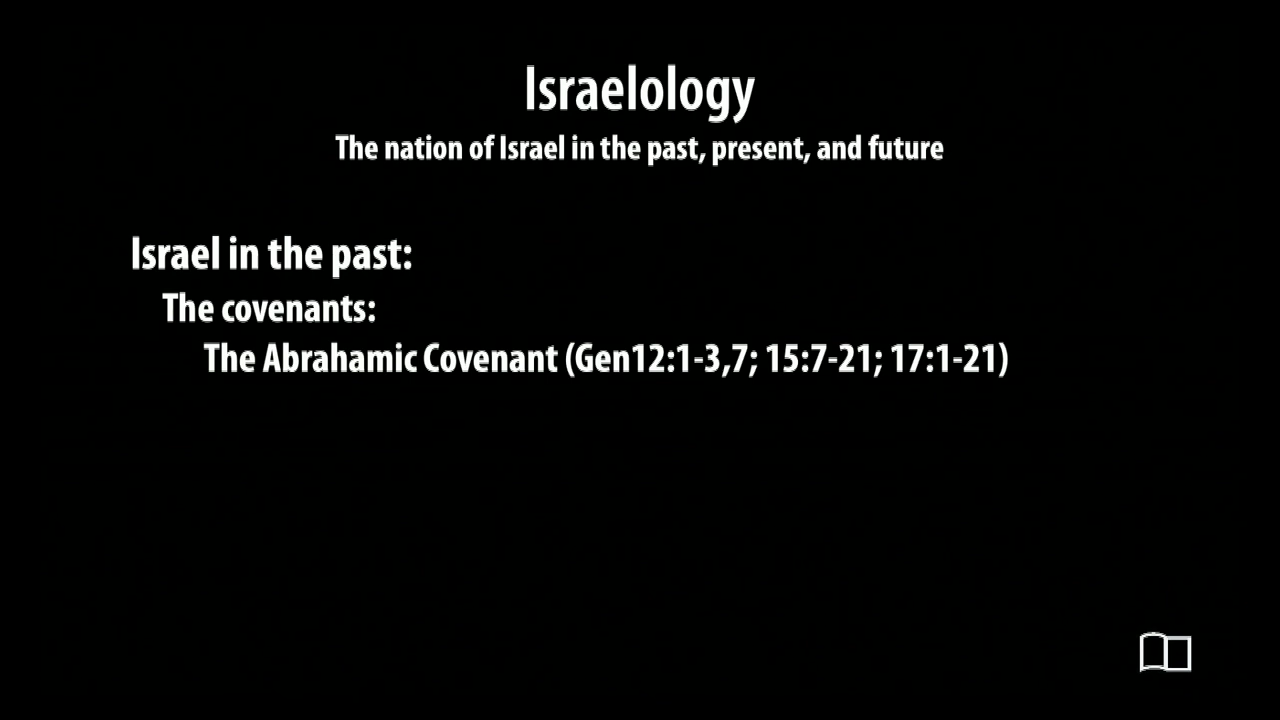 Israelology
The nation of Israel in the past, present, and future
Israel in the past:
The covenants:
The Abrahamic Covenant (Gen12:1-3,7; 15:7-21; 17:1-21)